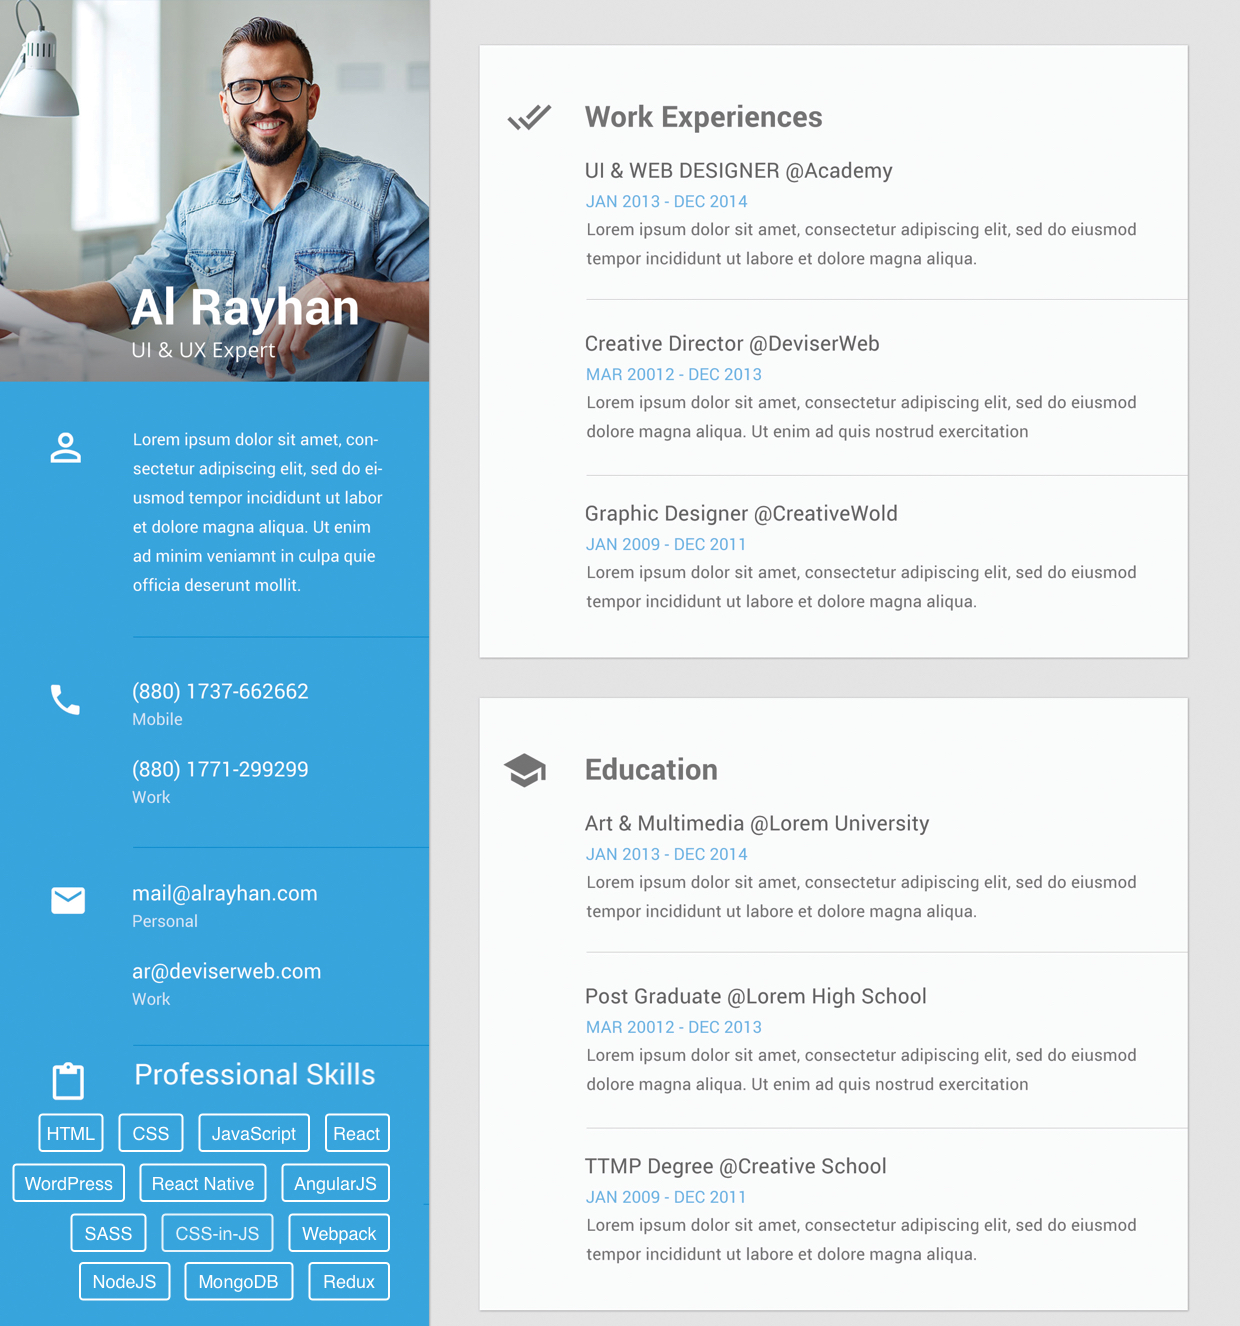 Al Rayhan
UI & UX Expert
Lorem ipsum dolor sit amet, con-
sectetur adipiscing elit, sed do ei-
usmod tempor incididunt ut labor
et dolore magna aliqua. Ut enim
ad minim veniamnt in culpa quie
officia deserunt mollit.
(880) 1737-662662
Mobile
(880) 1771-299299
Work
mail@alrayhan.com
Personal
ar@deviserweb.com
Work
Professional Skills
HTML CSS JavaScript React
WordPress React Native AngularJS
SASS CSS-in-JS Webpack
NodeJS MongoDB Redux
Work Experiences
UI & WEB DESIGNER @Academy
JAN 2013 - DEC 2014
Lorem ipsum dolor sit amet, consectetur adipiscing elit, sed do eiusmod
tempor incididunt ut labore et dolore magna aliqua.
Creative Director @DeviserWeb
MAR 20012 - DEC 2013
Lorem ipsum dolor sit amet, consectetur adipiscing elit, sed do eiusmod
dolore magna aliqua. Ut enim ad quis nostrud exercitation
Graphic Designer @CreativeWold
JAN 2009 - DEC 2011
Lorem ipsum dolor sit amet, consectetur adipiscing elit, sed do eiusmod
tempor incididunt ut labore et dolore magna aliqua.
Education
Art & Multimedia @Lorem University
JAN 2013 - DEC 2014
Lorem ipsum dolor sit amet, consectetur adipiscing elit, sed do eiusmod
tempor incididunt ut labore et dolore magna aliqua.
Post Graduate @Lorem High School
MAR 20012 - DEC 2013
Lorem ipsum dolor sit amet, consectetur adipiscing elit, sed do eiusmod
dolore magna aliqua. Ut enim ad quis nostrud exercitation
TTMP Degree @Creative School
JAN 2009 - DEC 2011
Lorem ipsum dolor sit amet, consectetur adipiscing elit, sed do eiusmod
tempor incididunt ut labore et dolore magna aliqua.